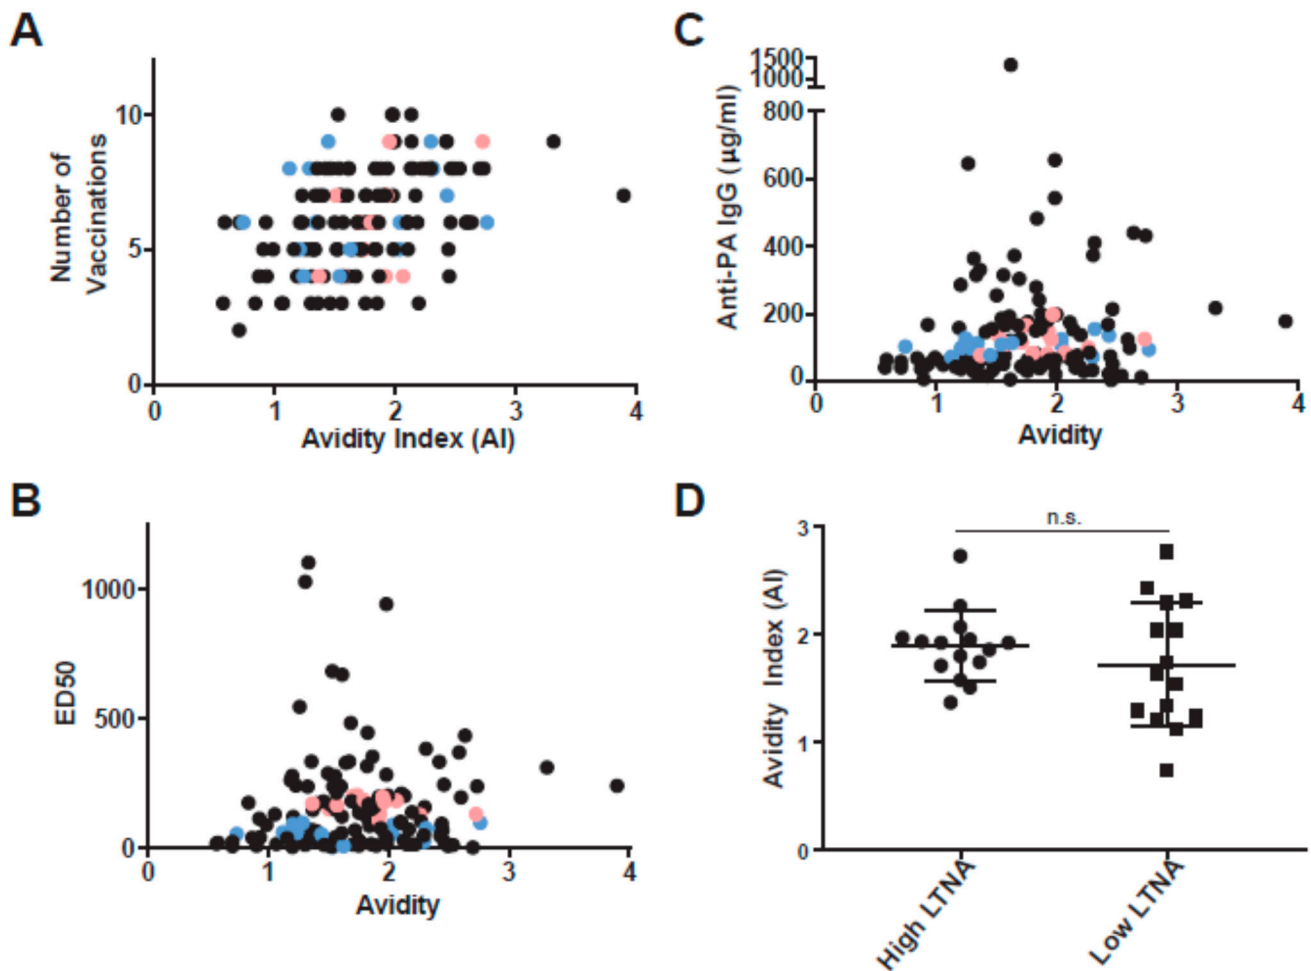 A
Number of
Vaccinations
10
5
0
0 1 2 3 4
Avidity Index (AI)
B
ED50
1000
500
0
0 1 2 3 4
Avidity
C
Anti-PA IgG (µg/ml)
1500
1000
800
600
400
200
0
0 1 2 3 4
Avidity
D
n.s.
Avidity Index (AI)
3
2
1
0
High LTNA
Low LTNA